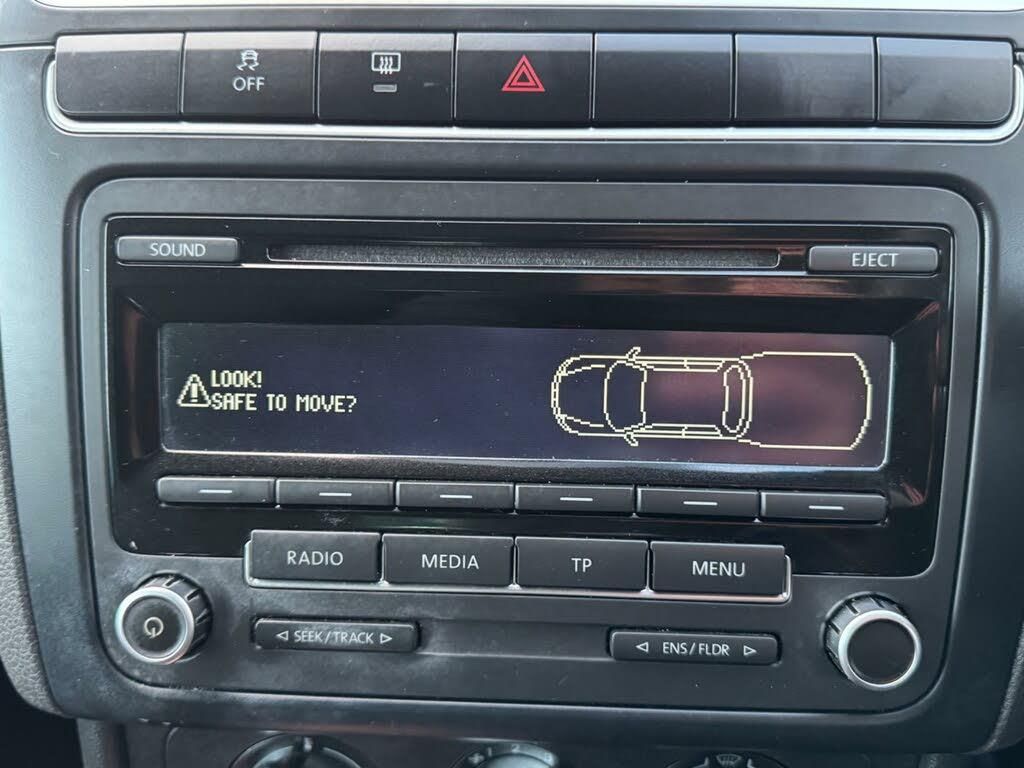 OFF
SOUND
EJECT
LOOK!
SAFE TO MOVE?
RADIO
MEDIA
TP
MENU
SEEK/TRACK
ENS/FLDR